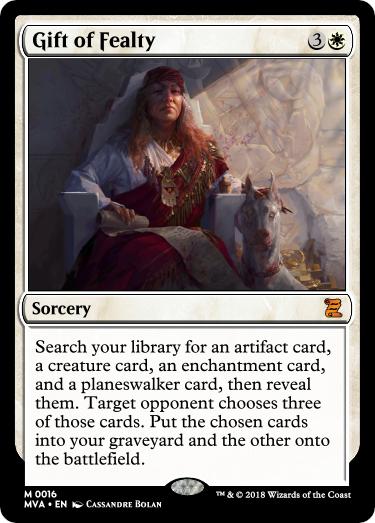 Gift of Fealty 3
Sorcery
Search your library for an artifact card,
a creature card, an enchantment card,
and a planeswalker card, then reveal
them. Target opponent chooses three
of those cards. Put the chosen cards
into your graveyard and the other onto
the battlefield.
M 0016
MVA • EN Cassandre Bolan
™ & © 2018 Wizards of the Coast